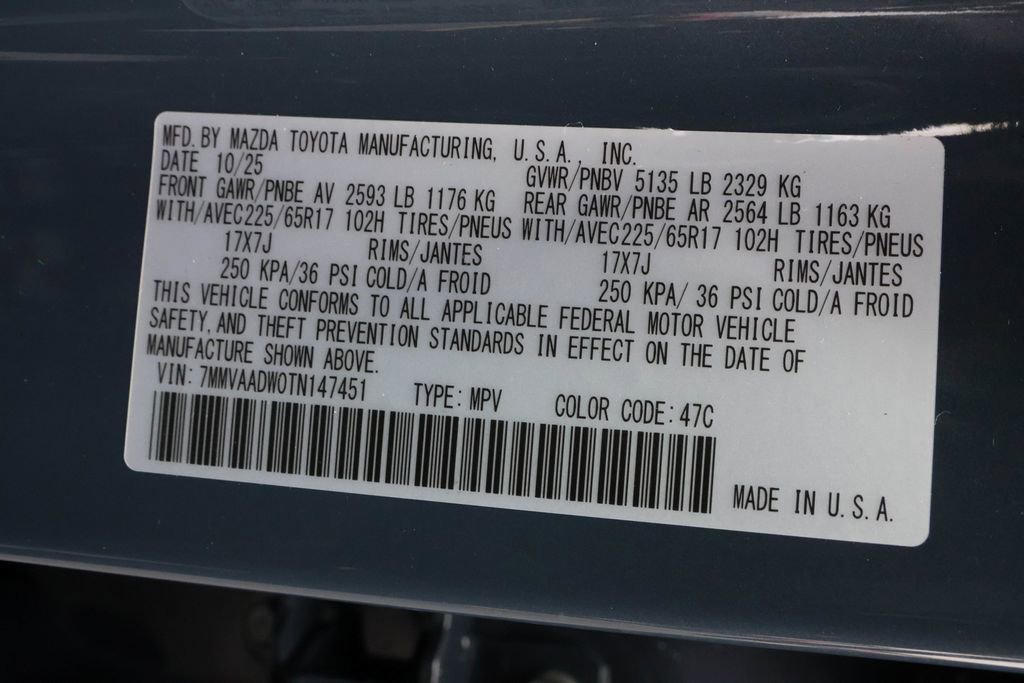 MFD. BY MAZDA TOYOTA MANUFACTURING, U.S.A., INC.
DATE 10/25 GVWR/PNBV 5135 LB 2329 KG
FRONT GAWR/PNBE AV 2593 LB 1176 KG REAR GAWR/PNBE AR 2564 LB 1163 KG
WITH/AVEC225/65R17 102H TIRES/PNEUS WITH/AVEC225/65R17 102H TIRES/PNEUS
17X7J RIMS/JANTES 17X7J RIMS/JANTES
250 KPA/36 PSI COLD/A FROID 250 KPA/ 36 PSI COLD/A FROID
THIS VEHICLE CONFORMS TO ALL APPLICABLE FEDERAL MOTOR VEHICLE
SAFETY, AND THEFT PREVENTION STANDARDS IN EFFECT ON THE DATE OF
MANUFACTURE SHOWN ABOVE.
VIN: 7MMVAADW0TN147451 TYPE: MPV COLOR CODE: 47C
MADE IN U.S.A.